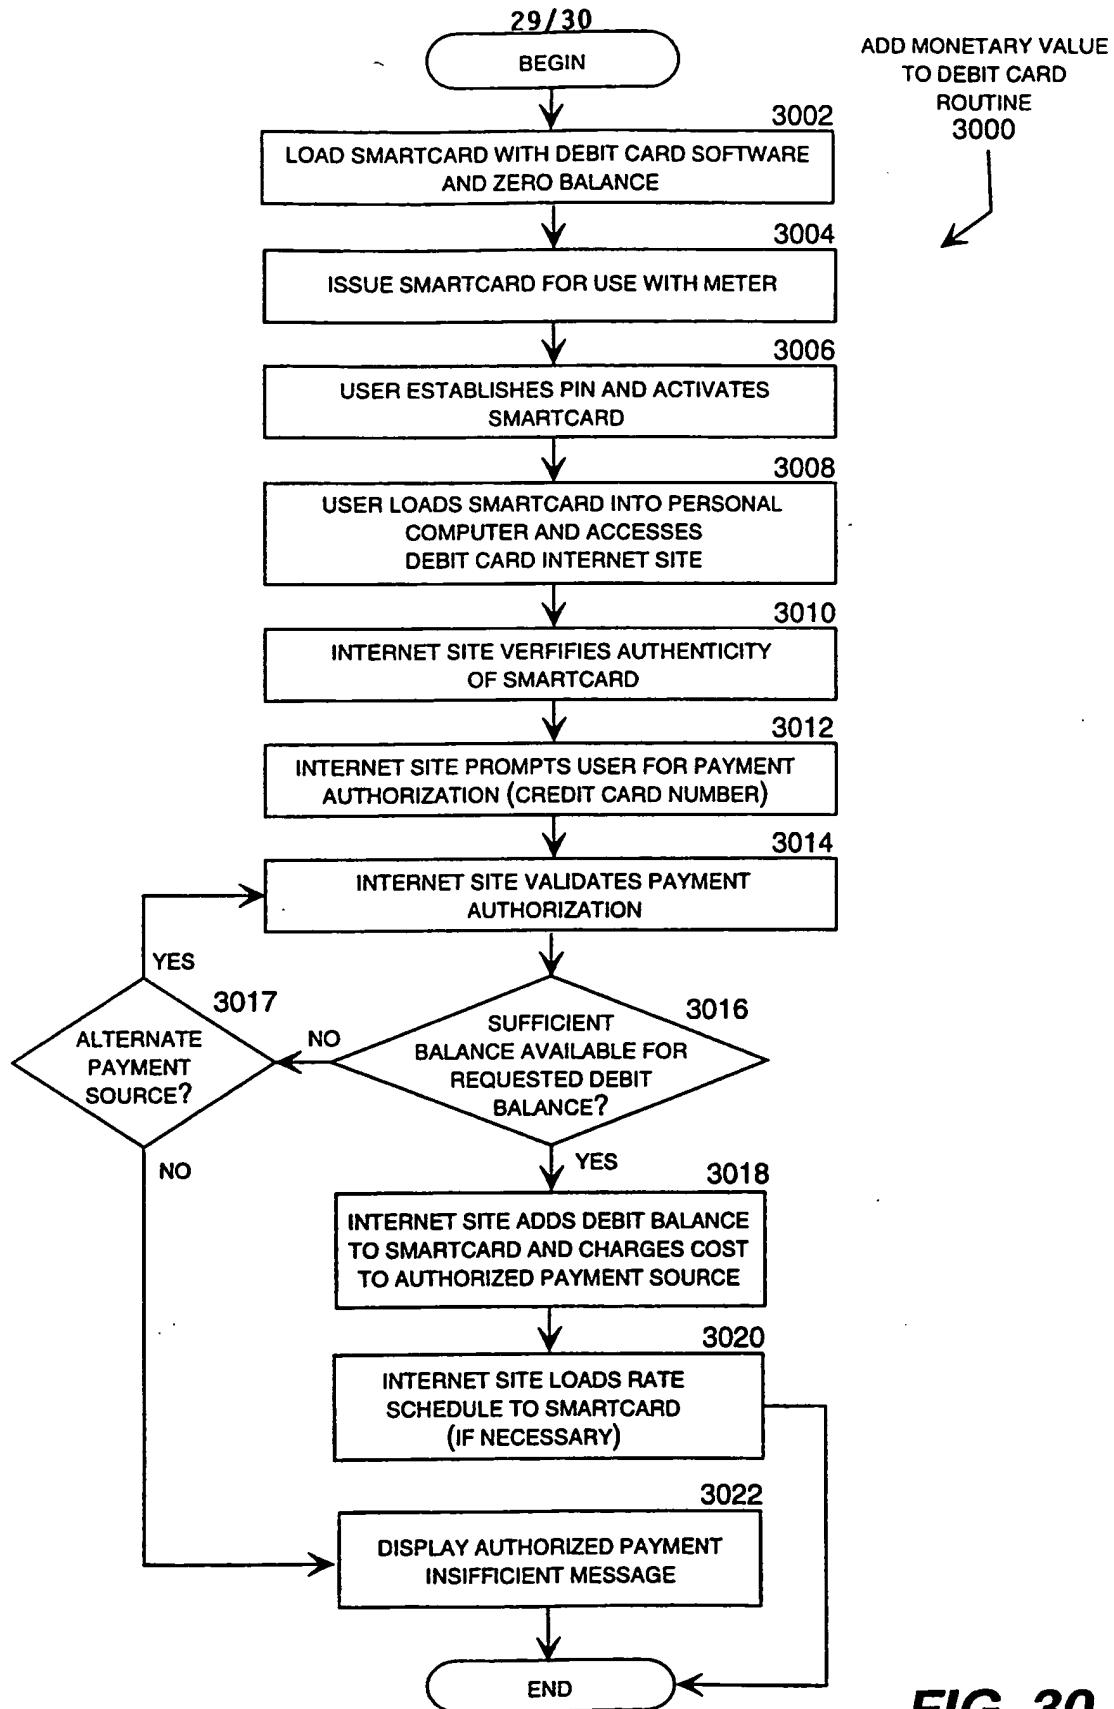 29/30
BEGIN
ADD MONETARY VALUE
TO DEBIT CARD
ROUTINE
3000
3002
LOAD SMARTCARD WITH DEBIT CARD SOFTWARE
AND ZERO BALANCE
3004
ISSUE SMARTCARD FOR USE WITH METER
3006
USER ESTABLISHES PIN AND ACTIVATES
SMARTCARD
3008
USER LOADS SMARTCARD INTO PERSONAL
COMPUTER AND ACCESSES
DEBIT CARD INTERNET SITE
3010
INTERNET SITE VERFIFIES AUTHENTICITY
OF SMARTCARD
3012
INTERNET SITE PROMPTS USER FOR PAYMENT
AUTHORIZATION (CREDIT CARD NUMBER)
3014
INTERNET SITE VALIDATES PAYMENT
AUTHORIZATION
YES
3017
ALTERNATE
PAYMENT
SOURCE?
NO
NO
3016
SUFFICIENT
BALANCE AVAILABLE FOR
REQUESTED DEBIT
BALANCE?
YES
3018
INTERNET SITE ADDS DEBIT BALANCE
TO SMARTCARD AND CHARGES COST
TO AUTHORIZED PAYMENT SOURCE
3020
INTERNET SITE LOADS RATE
SCHEDULE TO SMARTCARD
(IF NECESSARY)
3022
DISPLAY AUTHORIZED PAYMENT
INSIFFICIENT MESSAGE
END
FIG. 30